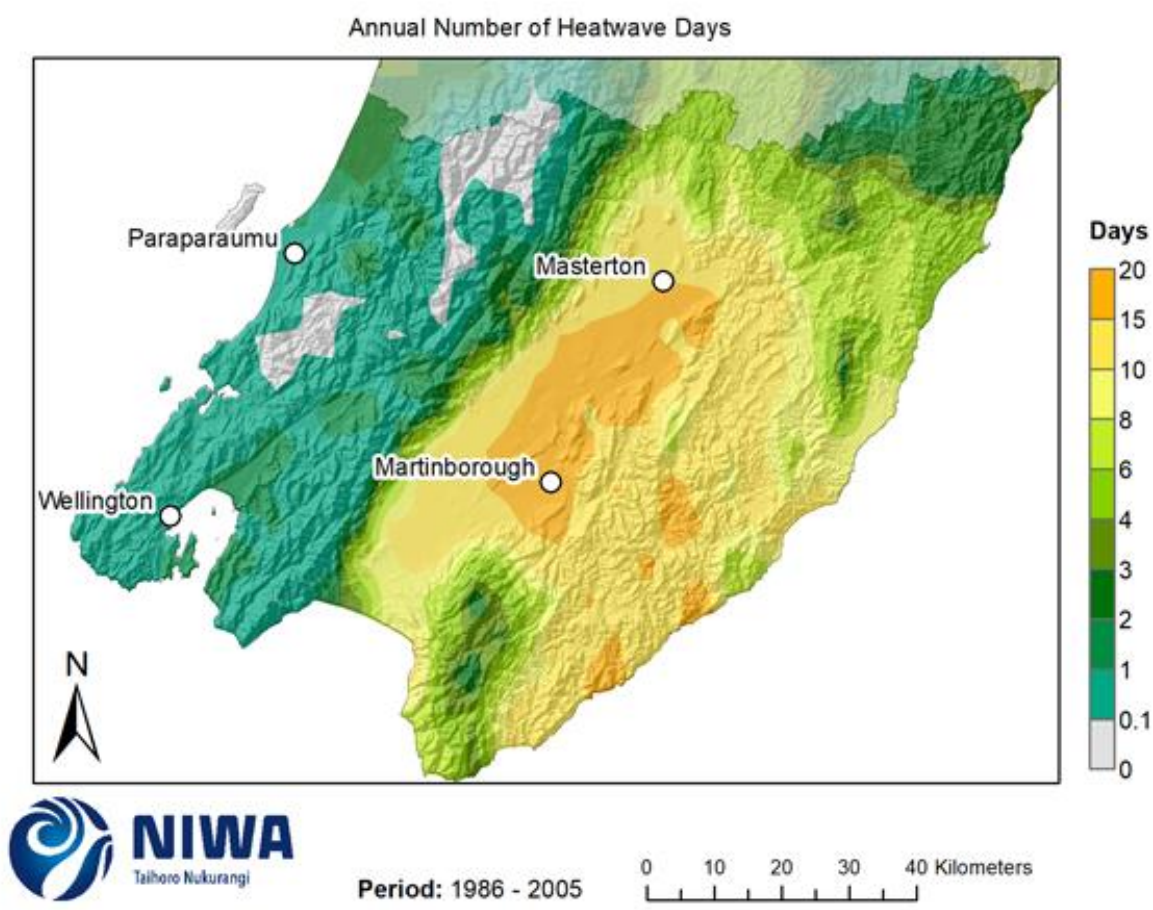 Annual Number of Heatwave Days
Paraparaumu
Masterton
Martinborough
Wellington
N
Days
20
15
10
8
6
4
3
2
1
0.1
0
NIWA
Taihoro Nukurangi
Period: 1986 - 2005
0 10 20 30 40 Kilometers